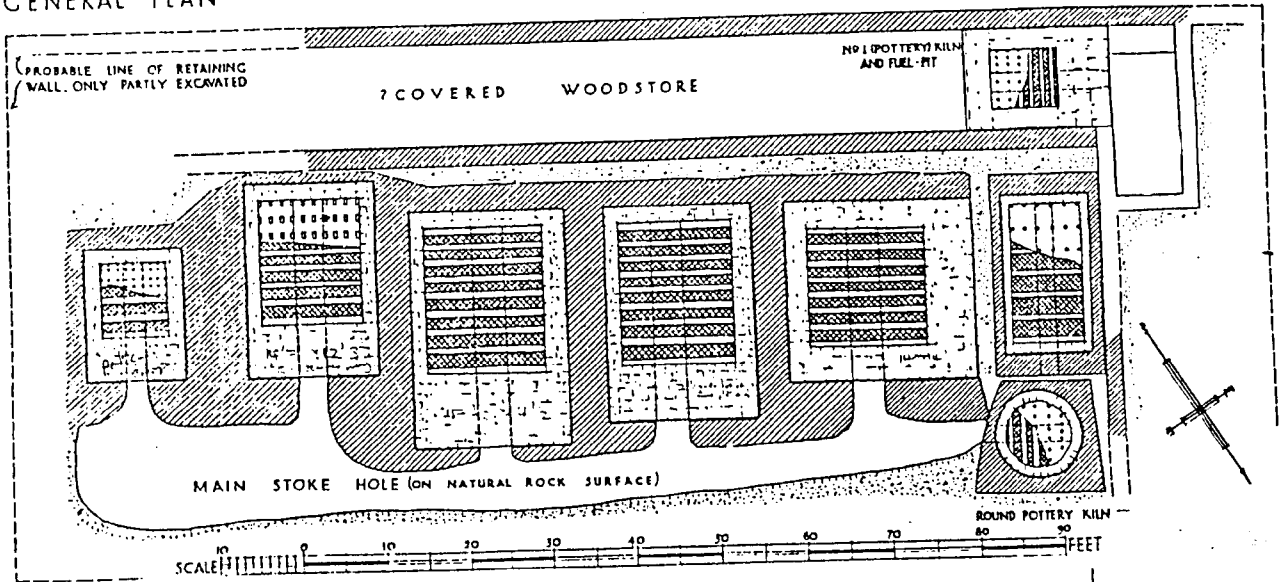 GENERAL PLAN
PROBABLE LINE OF RETAINING
WALL. ONLY PARTLY EXCAVATED
? COVERED WOODSTORE
Nº 1 (POTTERY) KILN
AND FUEL-PIT
MAIN STOKE HOLE (ON NATURAL ROCK SURFACE)
ROUND POTTERY KILN
SCALE 10 0 10 20 30 40 50 60 70 80 90 FEET